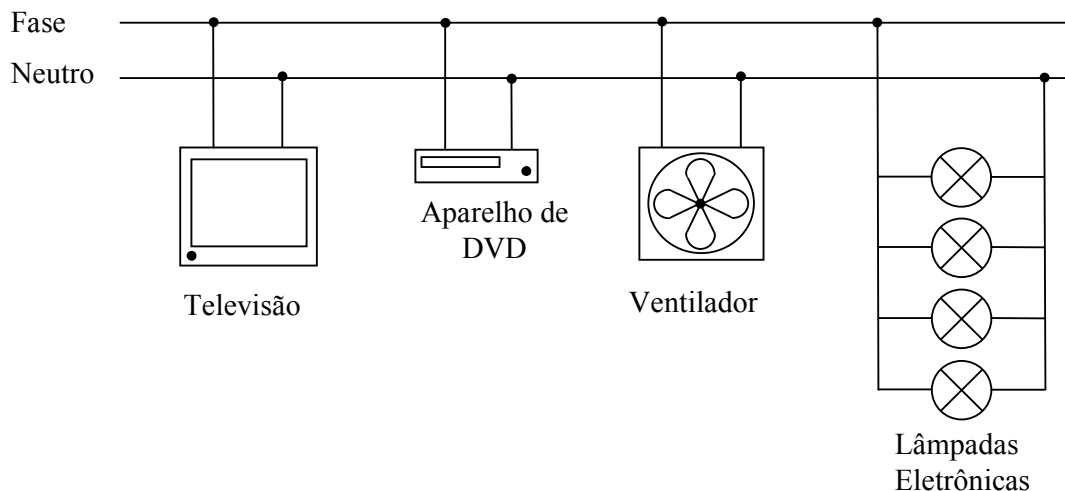 Fase
Neutro
Televisão
Aparelho de
DVD
Ventilador
Lâmpadas
Eletrônicas